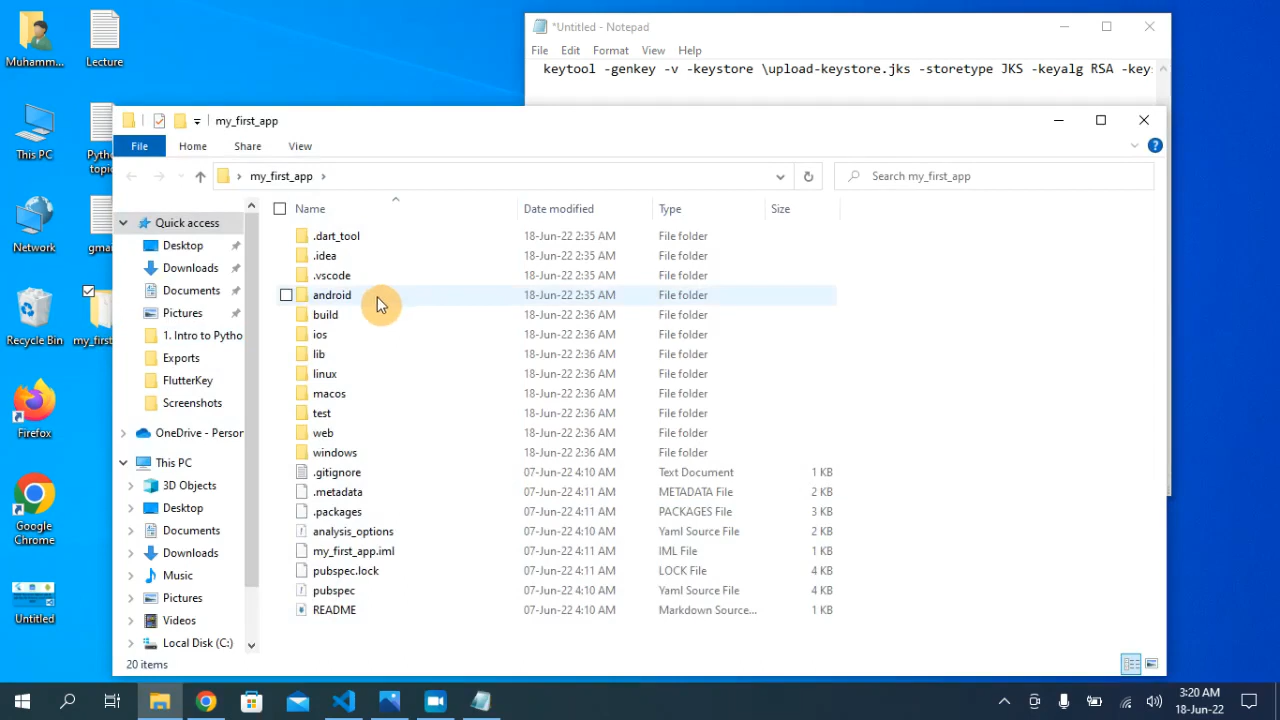 Muhamm...
Lecture
This PC
Network
Recycle Bin
Firefox
Google
Chrome
Untitled
Pyth
topic
gmai
my_first
*Untitled - Notepad
File Edit Format View Help
keytool -genkey -v -keystore \upload-keystore.jks -storetype JKS -keyalg RSA -key
my_first_app
File Home Share View
my_first_app
Search my_first_app
Name Date modified Type Size
Quick access
Desktop
Downloads
Documents
Pictures
1. Intro to Pytho
Exports
FlutterKey
Screenshots
OneDrive - Person
This PC
3D Objects
Desktop
Documents
Downloads
Music
Pictures
Videos
Local Disk (C:)
.dart_tool 18-Jun-22 2:35 AM File folder
.idea 18-Jun-22 2:35 AM File folder
.vscode 18-Jun-22 2:35 AM File folder
android 18-Jun-22 2:35 AM File folder
build 18-Jun-22 2:36 AM File folder
ios 18-Jun-22 2:36 AM File folder
lib 18-Jun-22 2:36 AM File folder
linux 18-Jun-22 2:36 AM File folder
macos 18-Jun-22 2:36 AM File folder
test 18-Jun-22 2:36 AM File folder
web 18-Jun-22 2:36 AM File folder
windows 18-Jun-22 2:36 AM File folder
.gitignore 07-Jun-22 4:10 AM Text Document 1 KB
.metadata 07-Jun-22 4:11 AM METADATA File 2 KB
.packages 07-Jun-22 4:11 AM PACKAGES File 3 KB
analysis_options 07-Jun-22 4:11 AM Yaml Source File 2 KB
my_first_app.iml 07-Jun-22 4:11 AM IML File 1 KB
pubspec.lock 07-Jun-22 4:11 AM LOCK File 4 KB
pubspec 07-Jun-22 4:10 AM Yaml Source File 4 KB
README 07-Jun-22 4:10 AM Markdown Source... 1 KB
20 items
3:20 AM
18-Jun-22